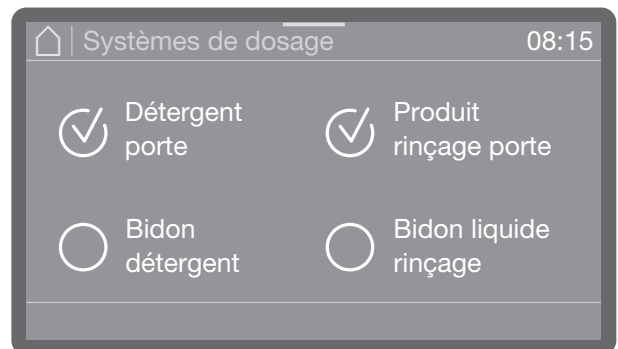 Systèmes de dosage 08:15
Détergent
porte
Produit
rinçage porte
Bidon
détergent
Bidon liquide
rinçage